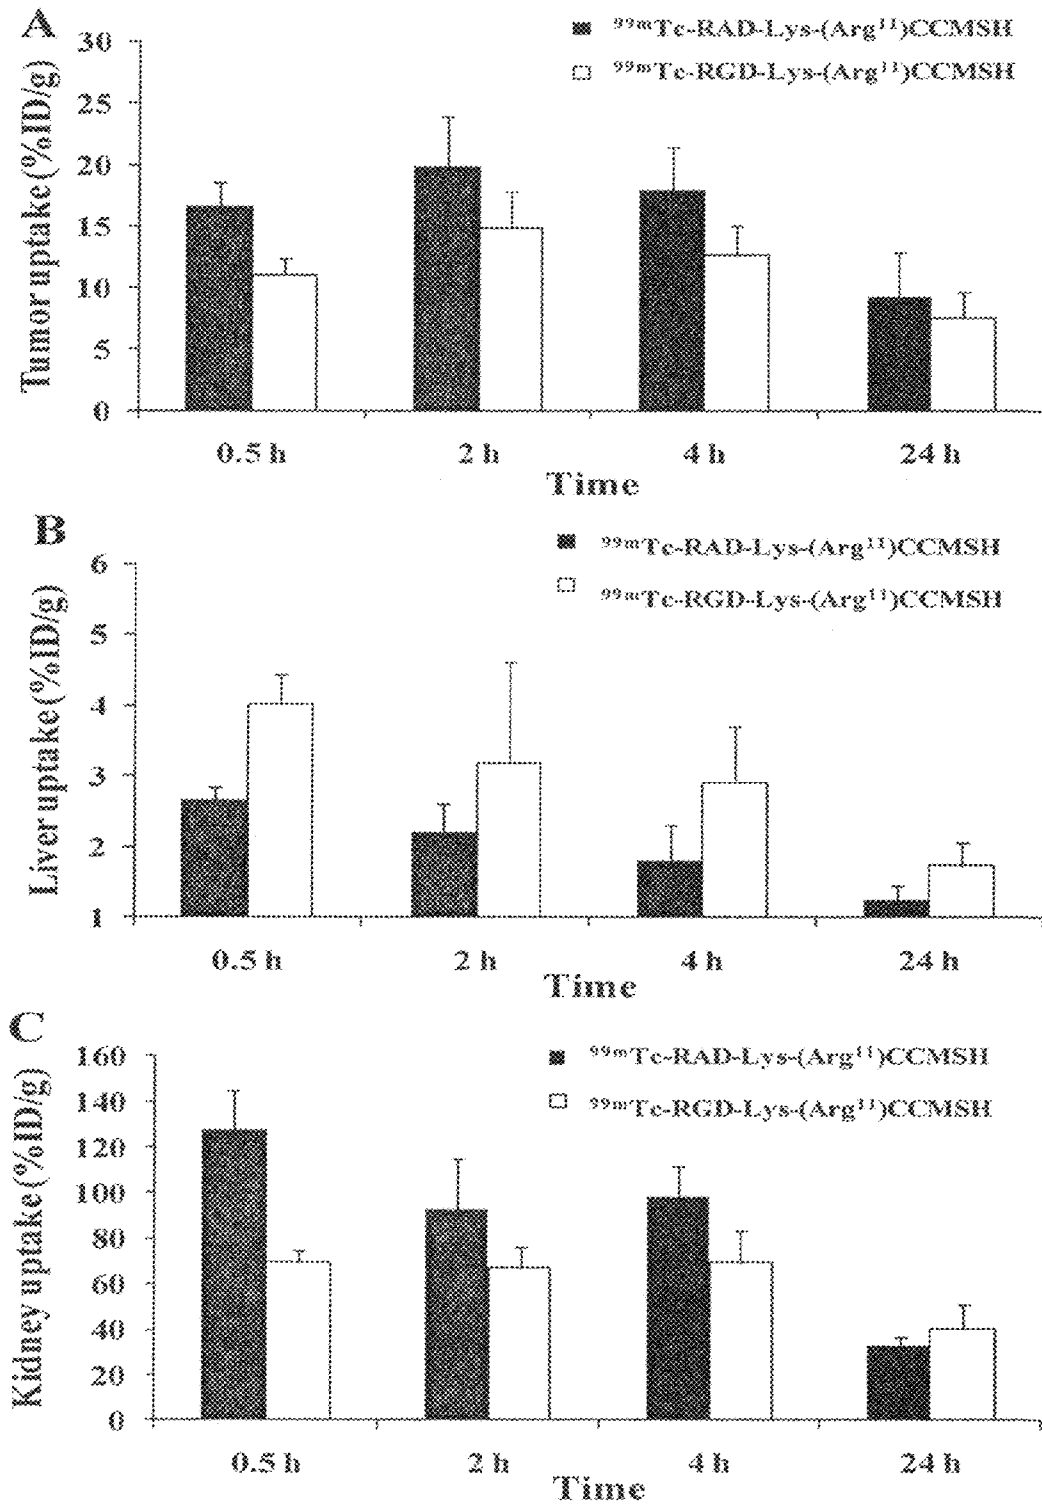 A
⁹⁹ᵐTc-RAD-Lys-(Arg¹¹)CCMSH
⁹⁹ᵐTc-RGD-Lys-(Arg¹¹)CCMSH
Tumor uptake (%ID/g)
30
25
20
15
10
5
0
0.5 h 2 h 4 h 24 h
Time
B
⁹⁹ᵐTc-RAD-Lys-(Arg¹¹)CCMSH
⁹⁹ᵐTc-RGD-Lys-(Arg¹¹)CCMSH
Liver uptake (%ID/g)
6
5
4
3
2
1
0.5 h 2 h 4 h 24 h
Time
C
⁹⁹ᵐTc-RAD-Lys-(Arg¹¹)CCMSH
⁹⁹ᵐTc-RGD-Lys-(Arg¹¹)CCMSH
Kidney uptake (%ID/g)
160
140
120
100
80
60
40
20
0
0.5 h 2 h 4 h 24 h
Time